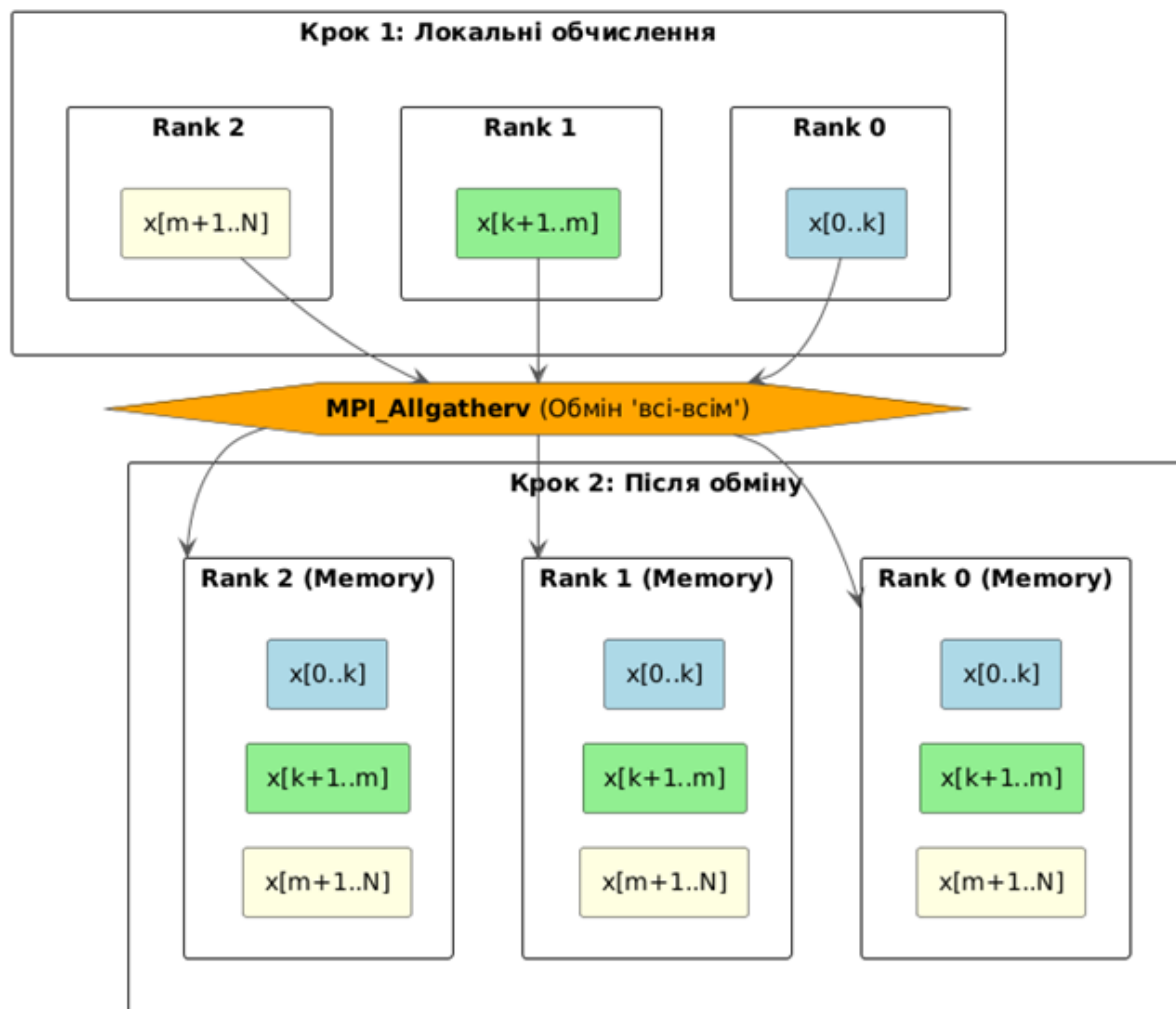 Крок 1: Локальні обчислення
Rank 2
Rank 1
Rank 0
x[m+1..N]
x[k+1..m]
x[0..k]
MPI_Allgatherv (Обмін 'всі-всім')
Крок 2: Після обміну
Rank 2 (Memory)
Rank 1 (Memory)
Rank 0 (Memory)
x[0..k]
x[0..k]
x[0..k]
x[k+1..m]
x[k+1..m]
x[k+1..m]
x[m+1..N]
x[m+1..N]
x[m+1..N]